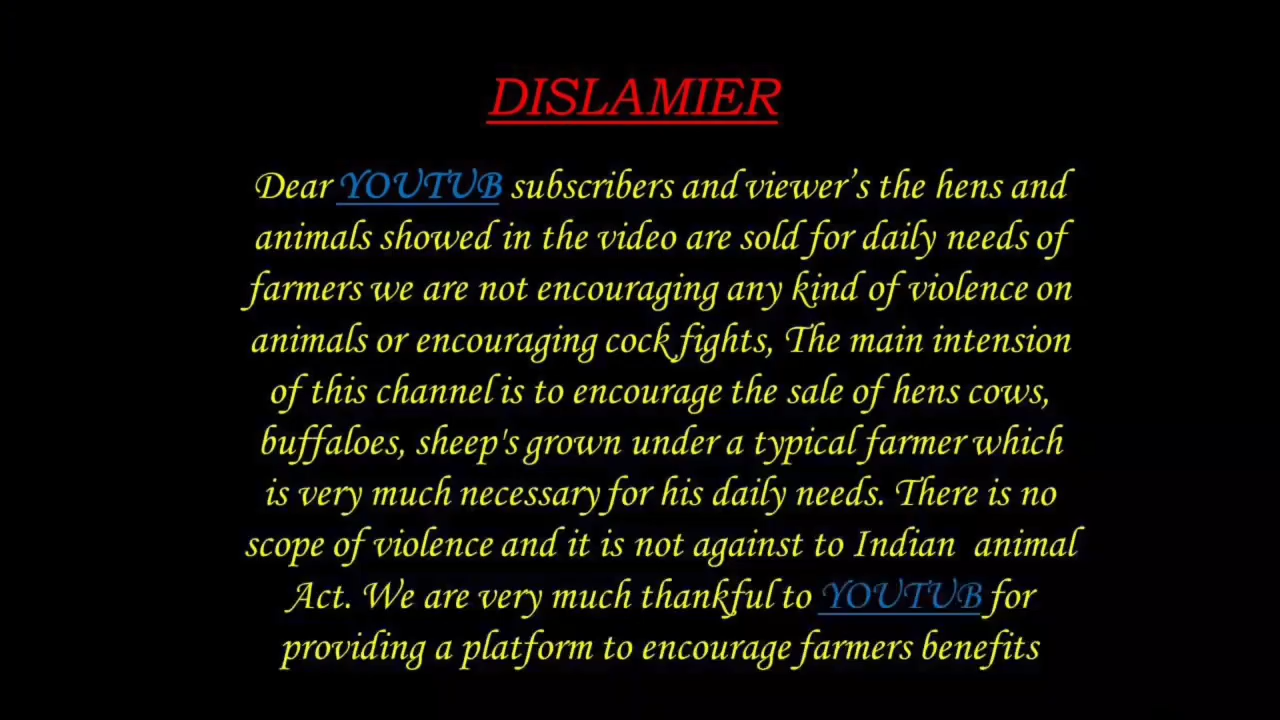 DISLAMIER
Dear YOUTUB subscribers and viewer’s the hens and
animals showed in the video are sold for daily needs of
farmers we are not encouraging any kind of violence on
animals or encouraging cock fights, The main intension
of this channel is to encourage the sale of hens cows,
buffaloes, sheep's grown under a typical farmer which
is very much necessary for his daily needs. There is no
scope of violence and it is not against to Indian animal
Act. We are very much thankful to YOUTUB for
providing a platform to encourage farmers benefits